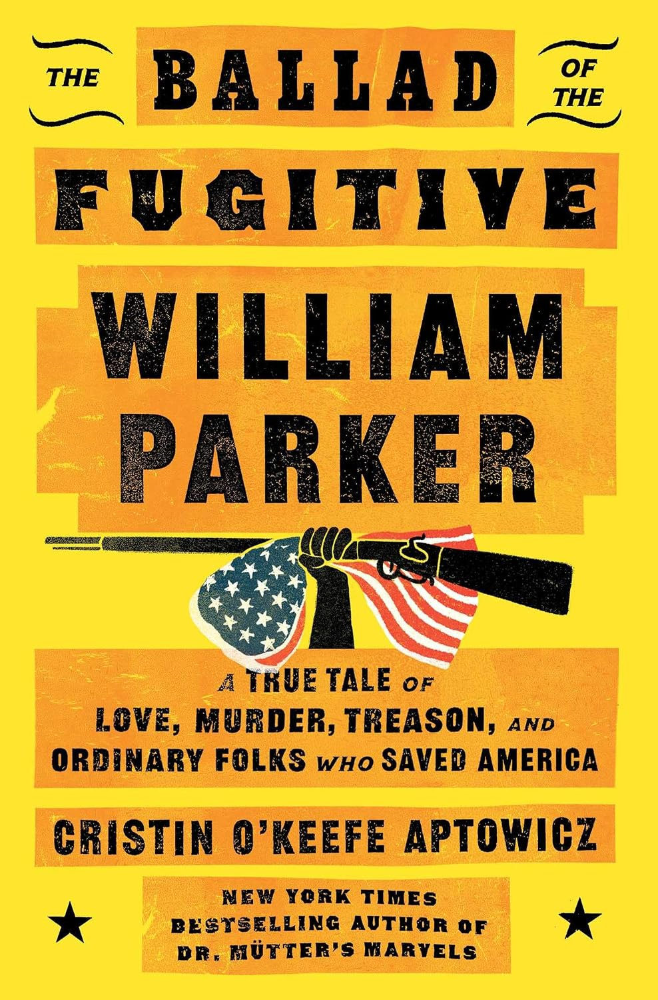 THE BALLAD OF THE
FUGITIVE
WILLIAM
PARKER
A TRUE TALE OF
LOVE, MURDER, TREASON, AND
ORDINARY FOLKS WHO SAVED AMERICA
CRISTIN O'KEEFE APTOWICZ
NEW YORK TIMES
BESTSELLING AUTHOR OF
DR. MÜTTER'S MARVELS